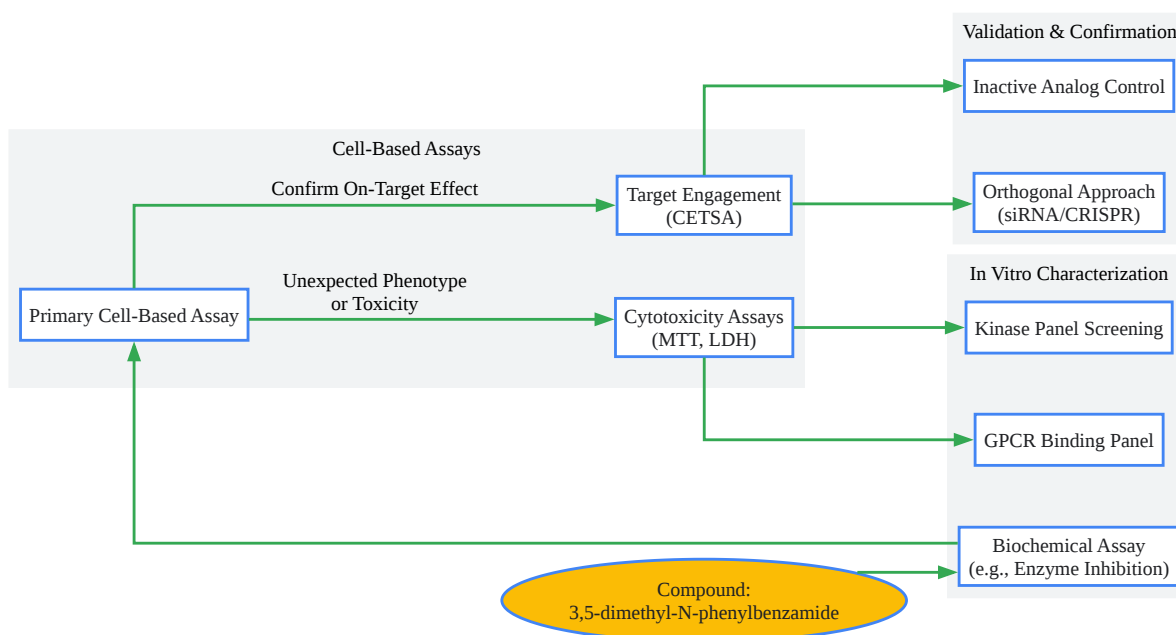 Validation & Confirmation
Inactive Analog Control
Cell-Based Assays
Confirm On-Target Effect
Target Engagement
(CETSA)
Orthogonal Approach
(siRNA/CRISPR)
Unexpected Phenotype
or Toxicity
In Vitro Characterization
Primary Cell-Based Assay
Cytotoxicity Assays
(MTT, LDH)
Kinase Panel Screening
GPCR Binding Panel
Biochemical Assay
(e.g., Enzyme Inhibition)
Compound:
3,5-dimethyl-N-phenylbenzamide